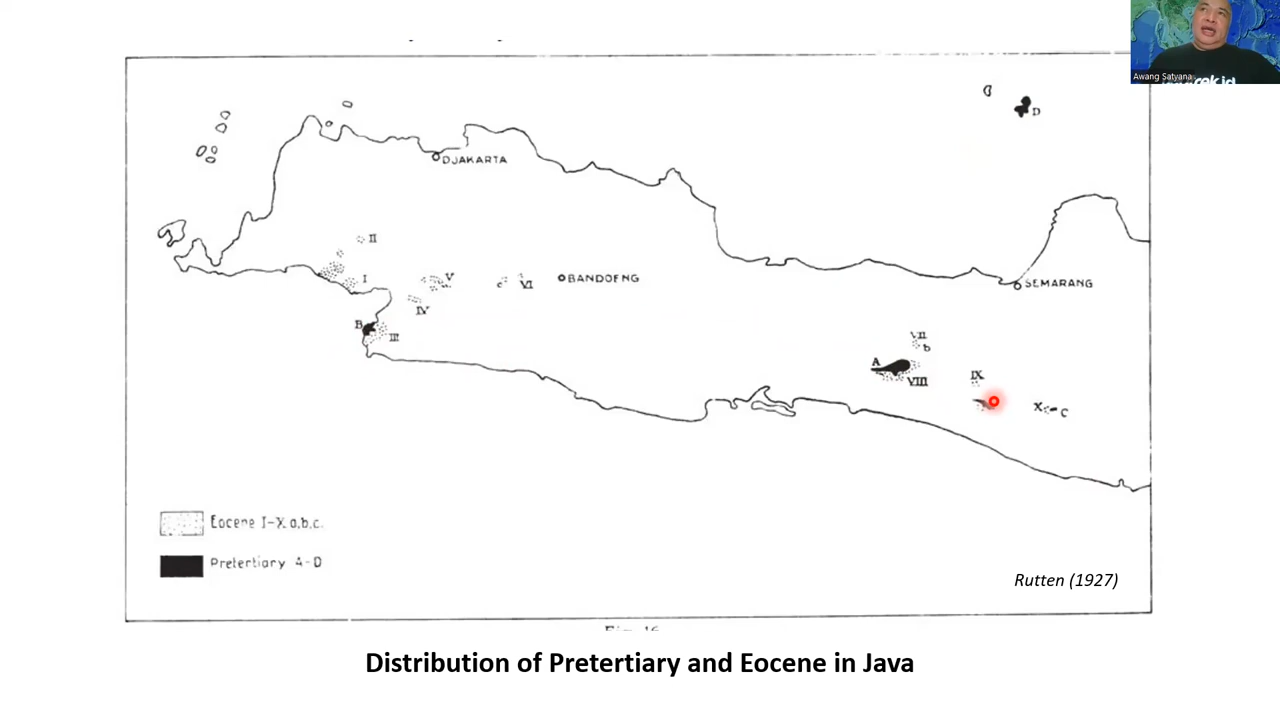 Awang Satyana
D
DJAKARTA
II
I
V
VI
BANDOENG
IV
SEMARANG
B
III
VII
b
A
VIII
IX
X
C
Eocene I-X. a,b,c.
Pretertiary A-D
Rutten (1927)
Distribution of Pretertiary and Eocene in Java